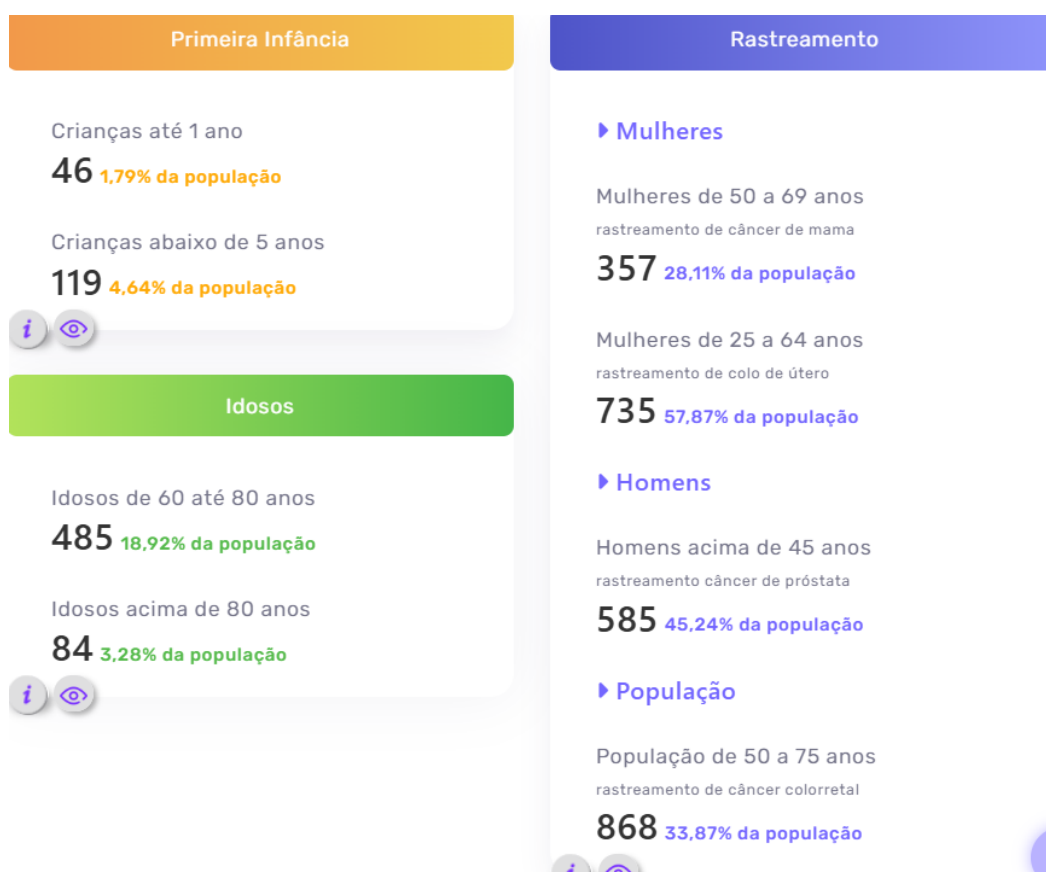 Primeira Infância
Crianças até 1 ano
46 1,79% da população
Crianças abaixo de 5 anos
119 4,64% da população
i
Idosos
Idosos de 60 até 80 anos
485 18,92% da população
Idosos acima de 80 anos
84 3,28% da população
i
Rastreamento
Mulheres
Mulheres de 50 a 69 anos
rastreamento de câncer de mama
357 28,11% da população
Mulheres de 25 a 64 anos
rastreamento de colo de útero
735 57,87% da população
Homens
Homens acima de 45 anos
rastreamento câncer de próstata
585 45,24% da população
População
População de 50 a 75 anos
rastreamento de câncer colorretal
868 33,87% da população
i